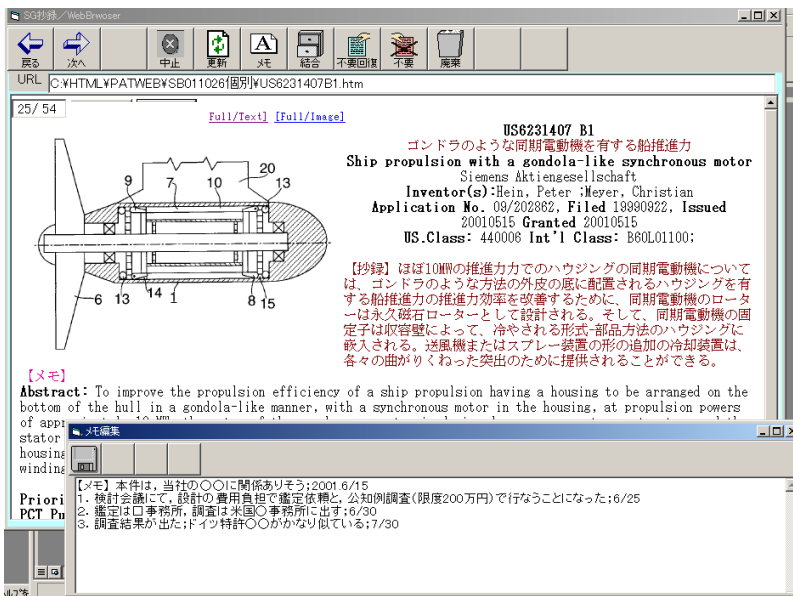 SG抄録／WebBrwoser
戻る 次へ 中止 更新 メモ 結合 不要回復 不要 廃棄
URL C:¥HTML¥PATWEB¥SB011026個別¥US6231407B1.htm
25/ 54
Full/Text] [Full/Image]
US6231407 B1
ゴンドラのような同期電動機を有する船推進力
Ship propulsion with a gondola-like synchronous motor
Siemens Aktiengesellschaft
Inventor(s):Hein, Peter ;Meyer, Christian
Application No. 09/202862, Filed 19990922, Issued
20010515 Granted 20010515
US.Class: 440006 Int'l Class: B60L01100;
20
9 7 10 13
6 13 14 1 8 15
【抄録】ほぼ10MWの推進力力でのハウジングの同期電動機について
は、ゴンドラのような方法の外皮の底に配置されるハウジングを有
する船推進力の推進力効率を改善するために、同期電動機のロータ
ーは永久磁石ローターとして設計される。そして、同期電動機の固
定子は収容壁によって、冷やされる形式-部品方法のハウジングに
嵌入される。送風機またはスプレー装置の形の追加の冷却装置は、
各々の曲がりくねった突出のために提供されることができる。
【メモ】
Abstract: To improve the propulsion efficiency of a ship propulsion having a housing to be arranged on the
bottom of the hull in a gondola-like manner, with a synchronous motor in the housing, at propulsion powers
of
stator
housing
winding
Priori
PCT Pu
メモ編集
【メモ】本件は，当社の〇〇に関係ありそう;2001.6/15
1. 検討会議にて，設計の費用負担で鑑定依頼と，公知例調査(限度200万円)で行なうことになった;6/25
2. 鑑定は□事務所，調査は米国〇事務所に出す;6/30
3. 調査結果が出た;ドイツ特許〇〇がかなり似ている;7/30